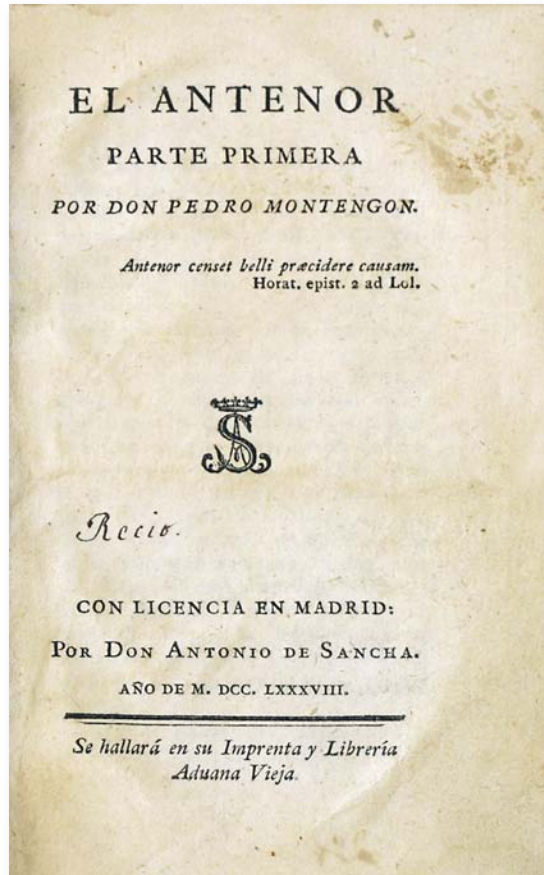 EL ANTENOR
PARTE PRIMERA
POR DON PEDRO MONTENGON.
Antenor censet belli præcidere causam.
Horat. epist. 2 ad Lol.
Recio.
CON LICENCIA EN MADRID:
POR DON ANTONIO DE SANCHA.
AÑO DE M. DCC. LXXXVIII.
Se hallará en su Imprenta y Librería
Aduana Vieja.